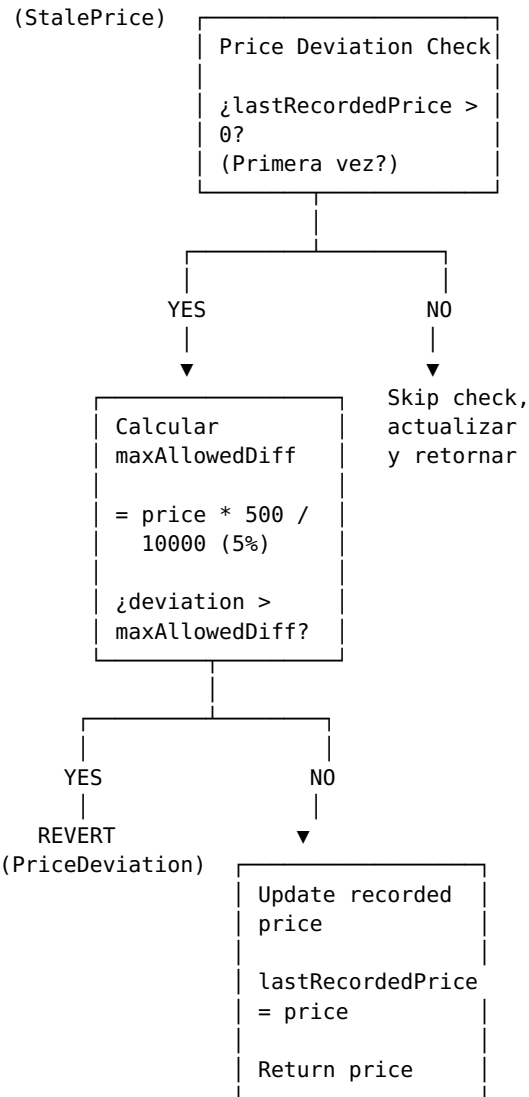 (StalePrice)
Price Deviation Check
¿lastRecordedPrice >
0?
(Primera vez?)
YES
NO
Skip check,
actualizar
y retornar
Calcular
maxAllowedDiff
= price * 500 /
10000 (5%)
¿deviation >
maxAllowedDiff?
YES
NO
REVERT
(PriceDeviation)
Update recorded
price
lastRecordedPrice
= price
Return price